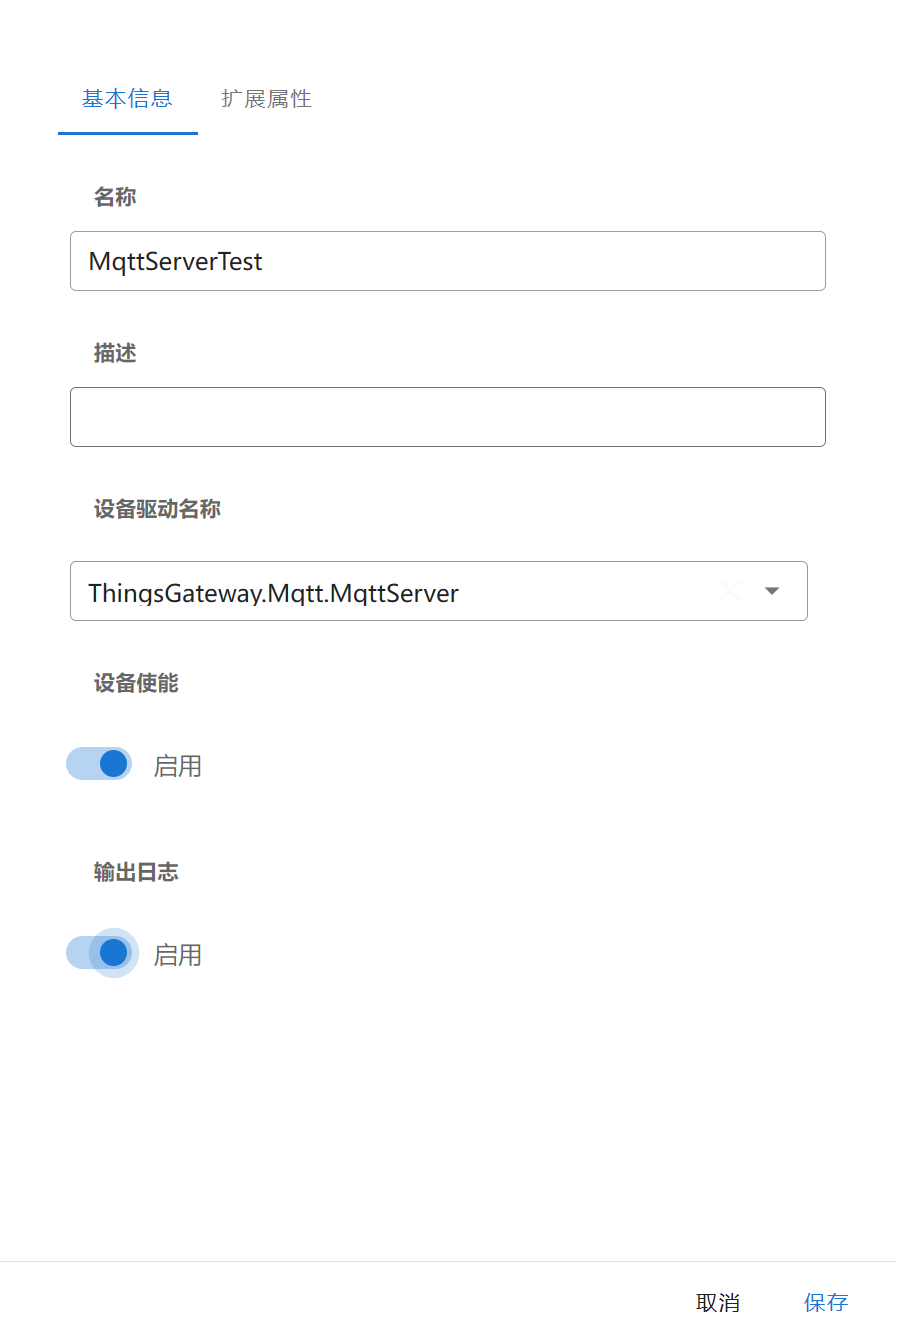 基本信息 扩展属性
名称
MqttServerTest
描述
设备驱动名称
ThingsGateway.Mqtt.MqttServer
设备使能
启用
输出日志
启用
取消 保存